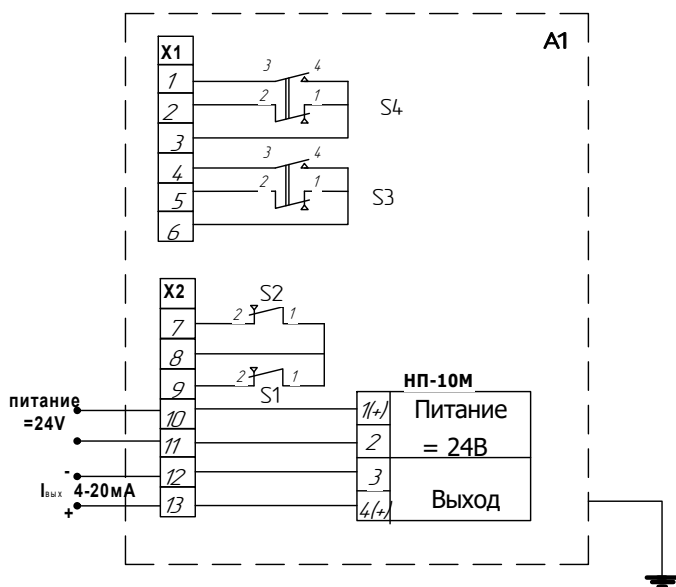 A1
X1
1
3
4
2
2
1
S4
3
4
3
4
5
2
1
S3
6
X2
S2
7
2
1
8
9
2
1
S1
НП-10М
питание
=24V
10
1(+)
Питание
11
2
= 24В
-
12
3
Iвых 4-20мА
Выход
+
13
4(+)